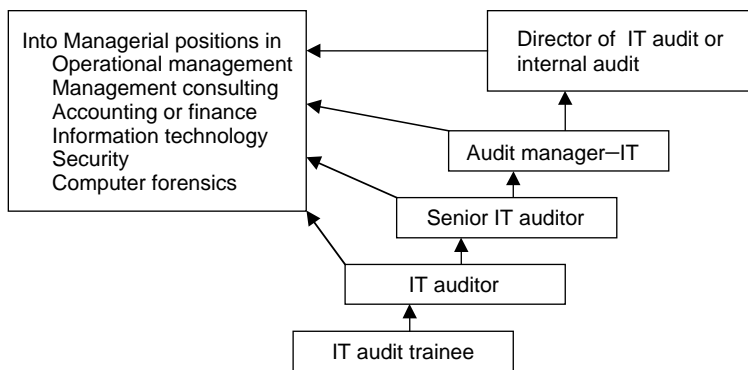 Into Managerial positions in
Operational management
Management consulting
Accounting or finance
Information technology
Security
Computer forensics
Director of IT audit or
internal audit
Audit manager–IT
Senior IT auditor
IT auditor
IT audit trainee